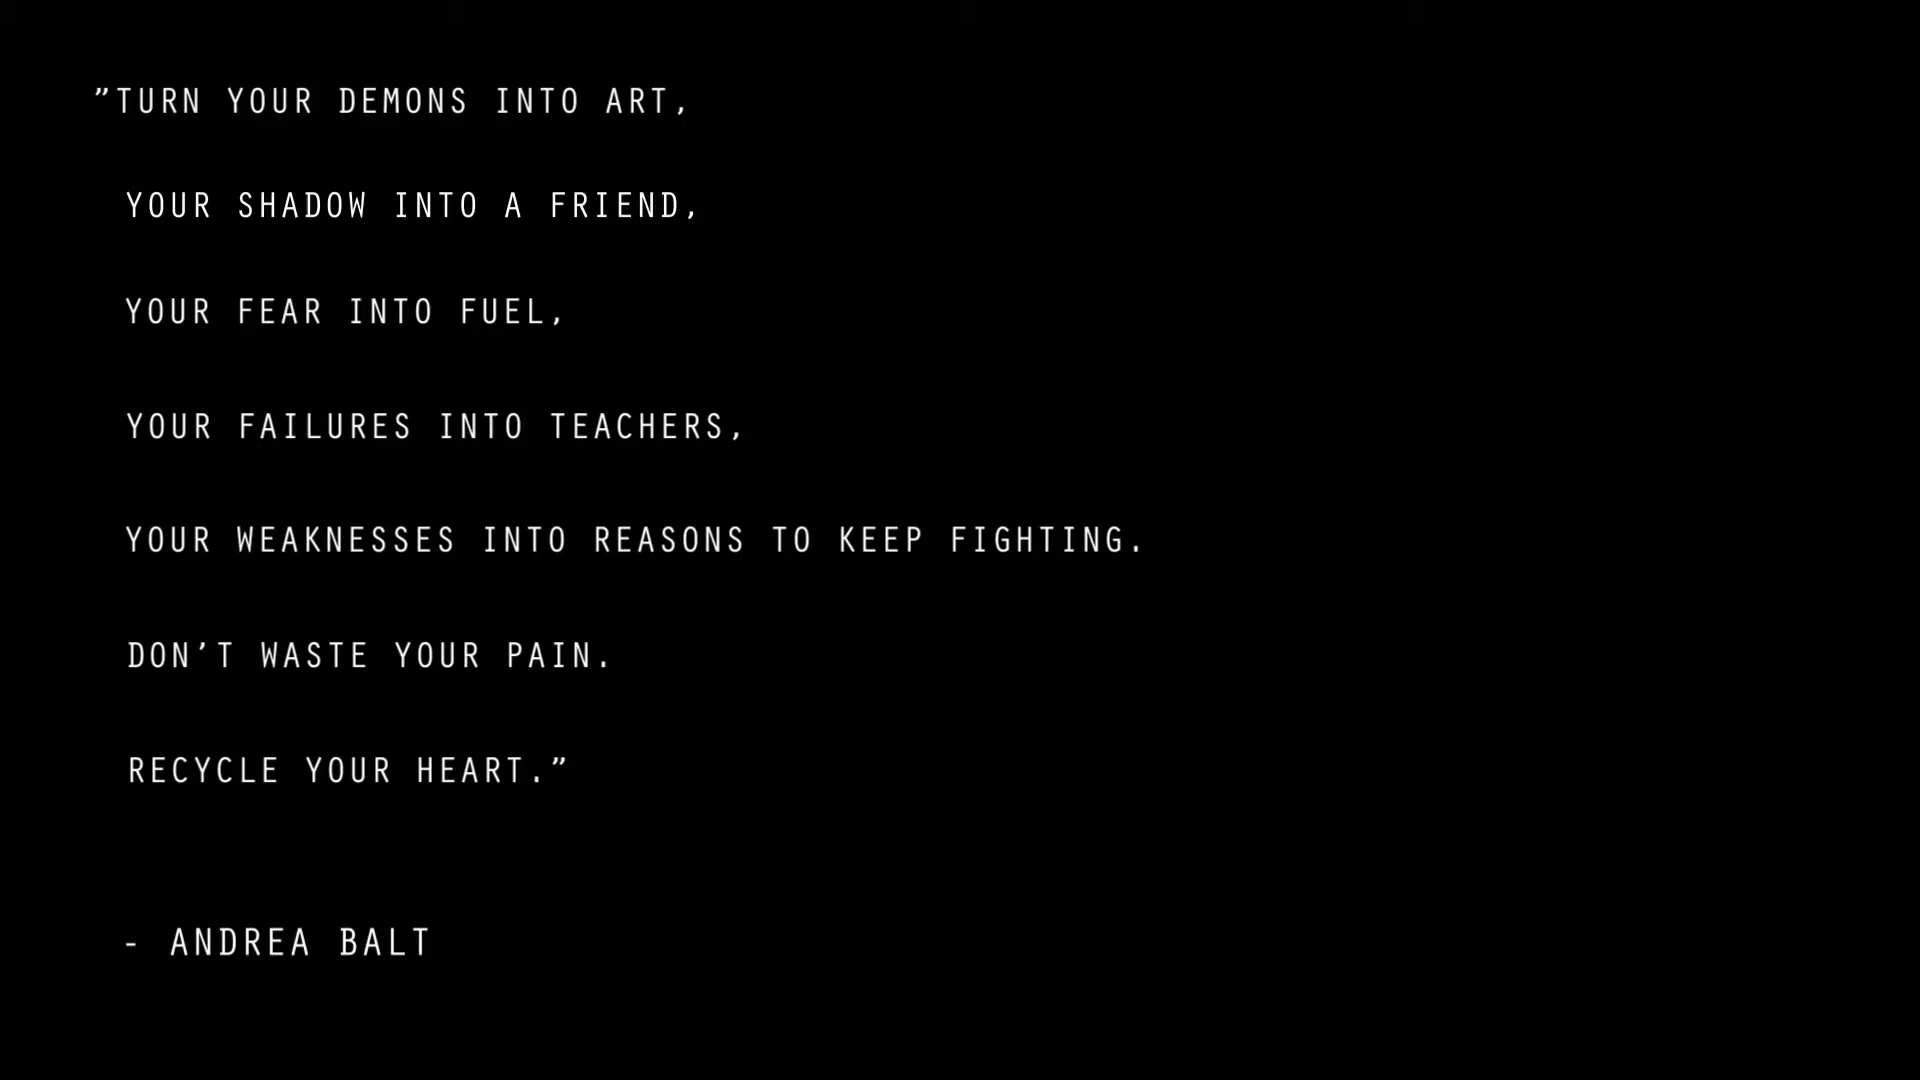 ”TURN YOUR DEMONS INTO ART,
YOUR SHADOW INTO A FRIEND,
YOUR FEAR INTO FUEL,
YOUR FAILURES INTO TEACHERS,
YOUR WEAKNESSES INTO REASONS TO KEEP FIGHTING.
DON’T WASTE YOUR PAIN.
RECYCLE YOUR HEART.”
- ANDREA BALT